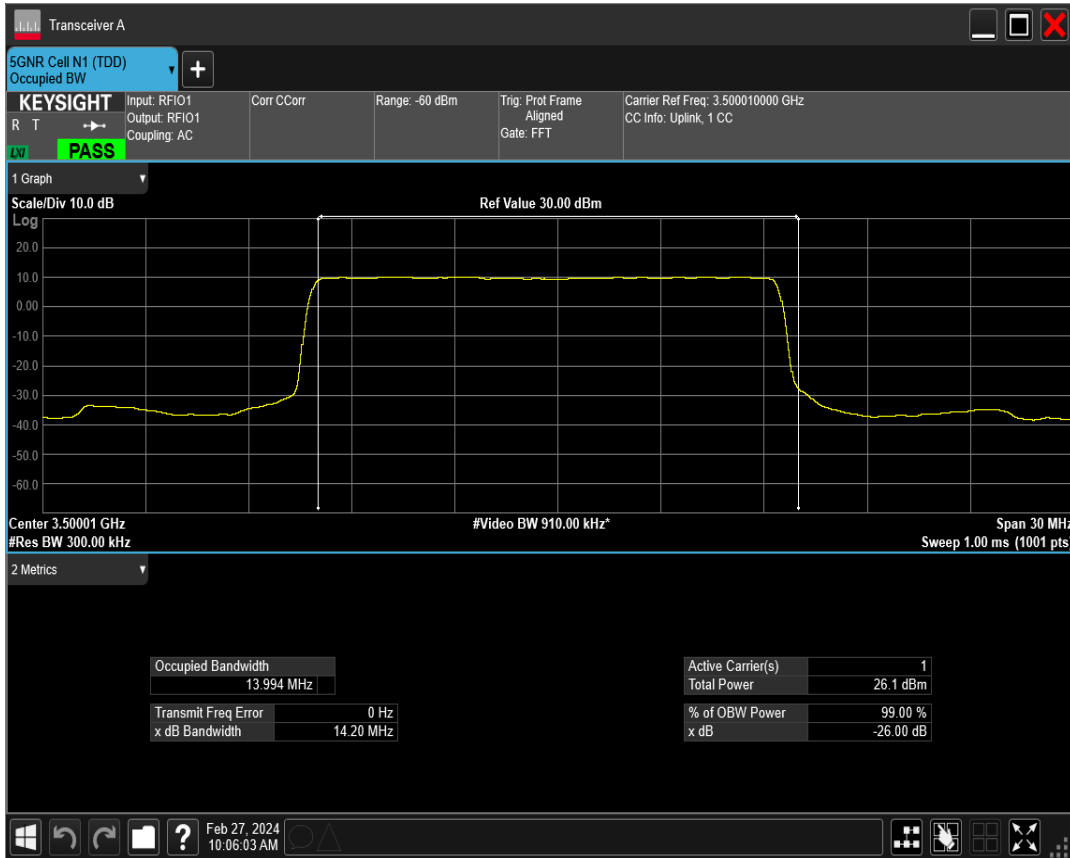 Transceiver A
5GNR Cell N1 (TDD)
Occupied BW
+
KEYSIGHT
R T
LXI
PASS
Input: RFIO1
Output: RFIO1
Coupling: AC
Corr CCorr
Range: -60 dBm
Trig: Prot Frame
Aligned
Gate: FFT
Carrier Ref Freq: 3.500010000 GHz
CC Info: Uplink, 1 CC
1 Graph
Scale/Div 10.0 dB
Ref Value 30.00 dBm
Log
20.0
10.0
0.00
-10.0
-20.0
-30.0
-40.0
-50.0
-60.0
Center 3.50001 GHz
#Video BW 910.00 kHz*
Span 30 MHz
#Res BW 300.00 kHz
Sweep 1.00 ms (1001 pts)
2 Metrics
Occupied Bandwidth
13.994 MHz
Transmit Freq Error 0 Hz
x dB Bandwidth 14.20 MHz
Active Carrier(s) 1
Total Power 26.1 dBm
% of OBW Power 99.00 %
x dB -26.00 dB
?
Feb 27, 2024
10:06:03 AM